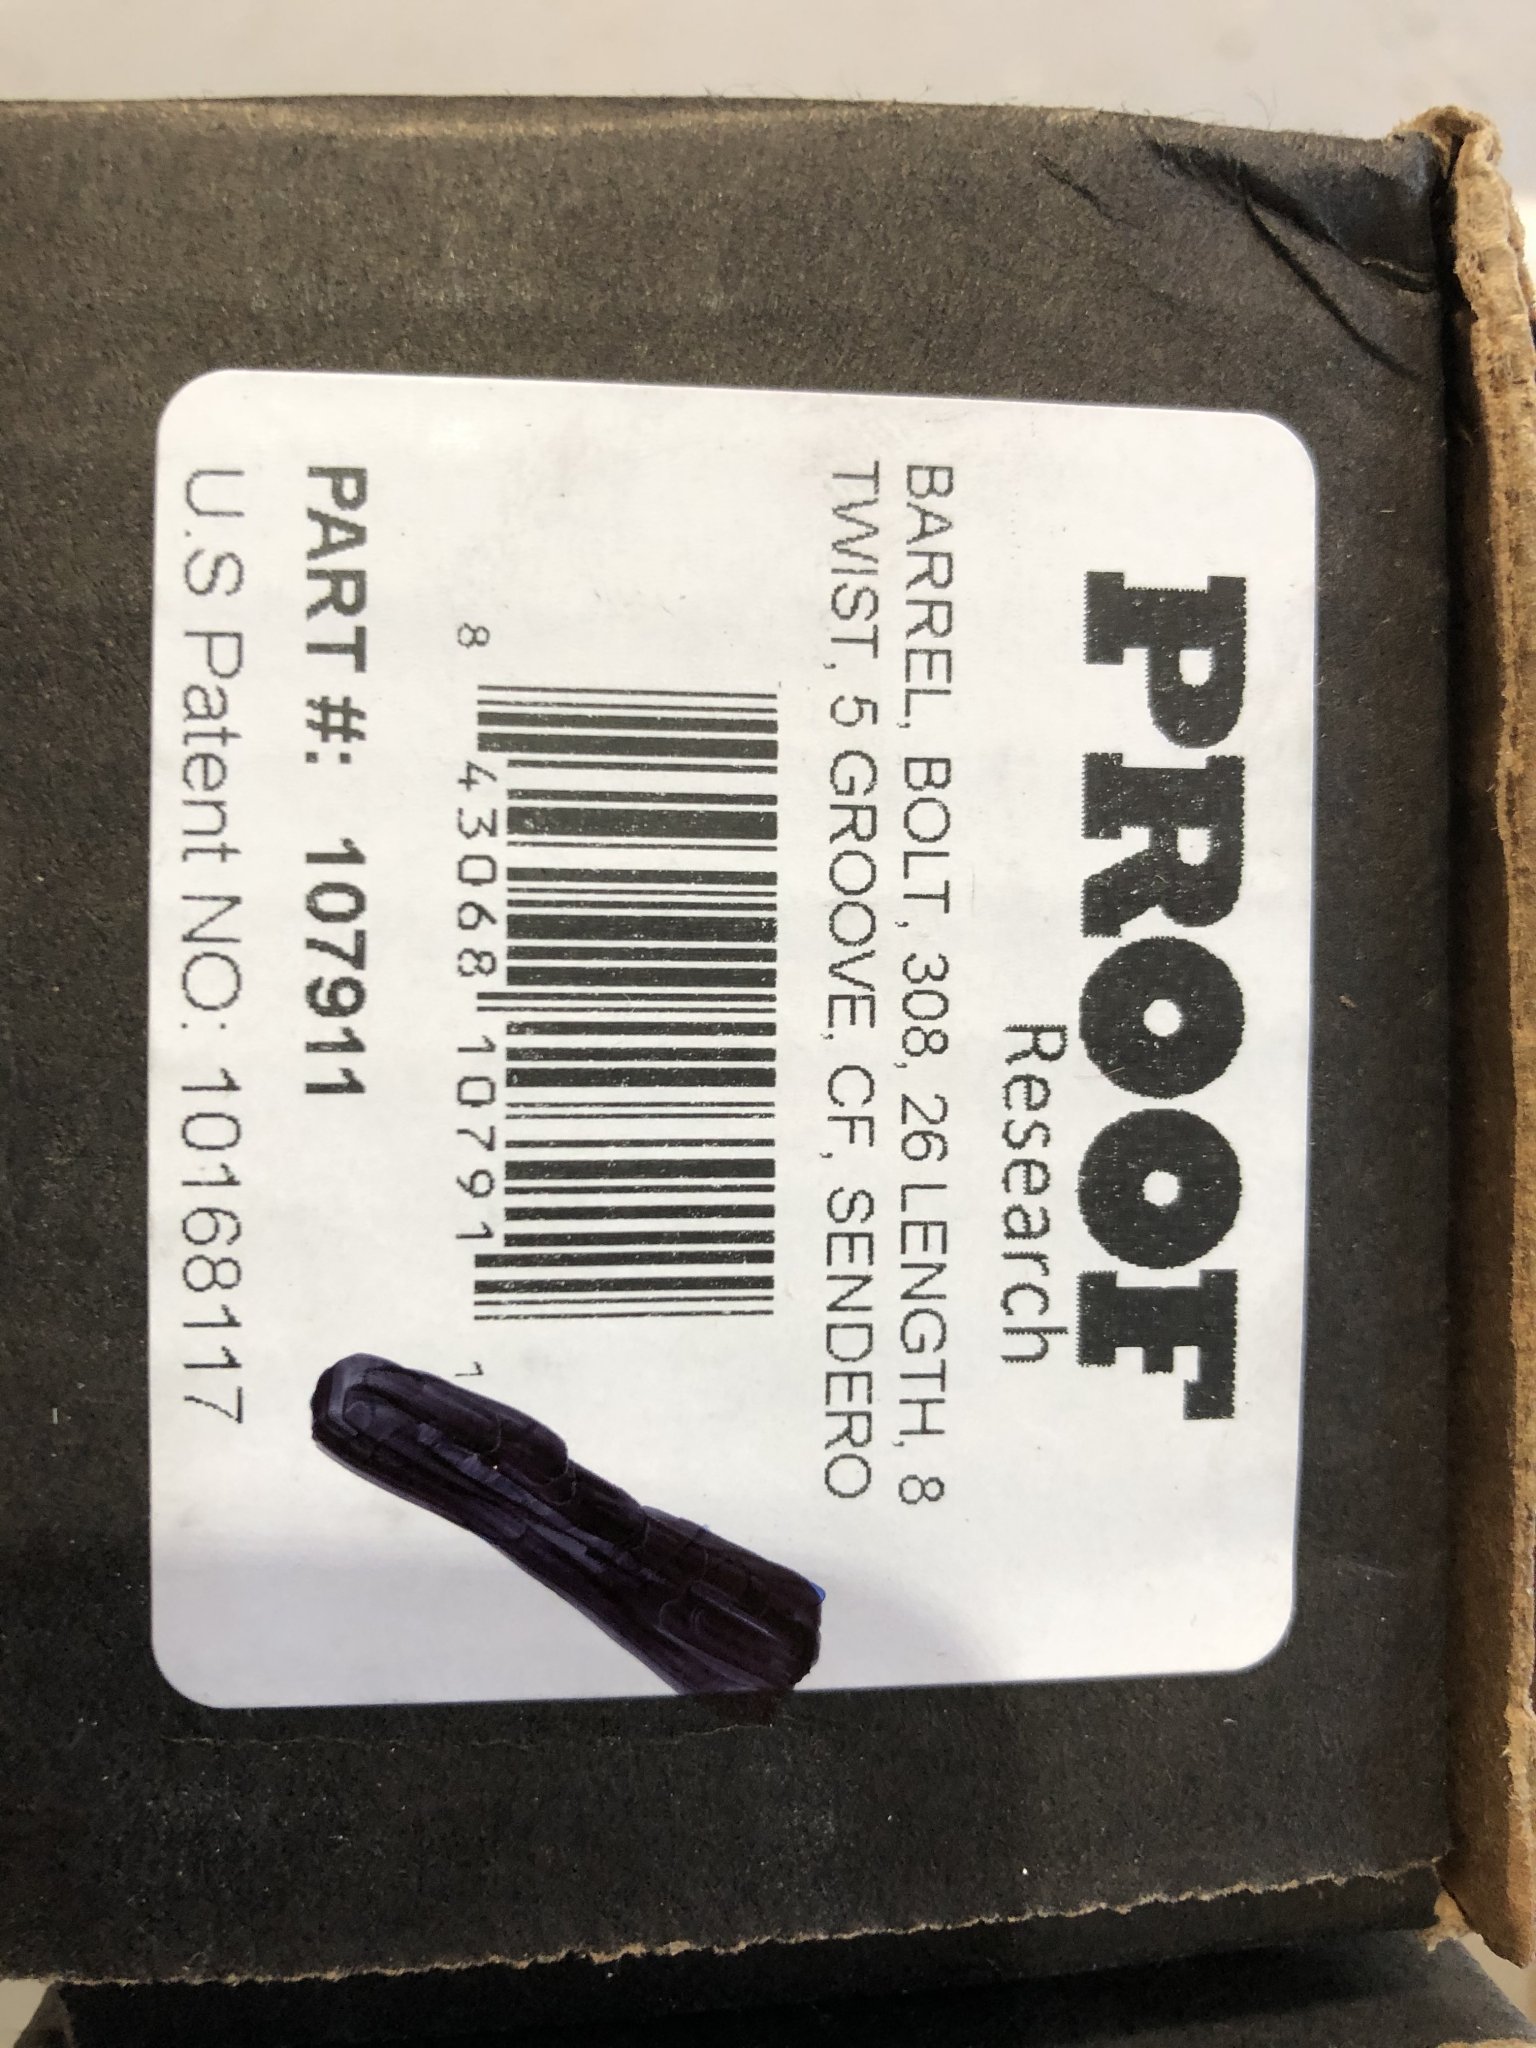 PROOF
Research
BARREL, BOLT, 308, 26 LENGTH, 8
TWIST, 5 GROOVE, CF, SENDERO
8 43068 10791 1
PART #: 107911
U.S Patent NO: 10168117